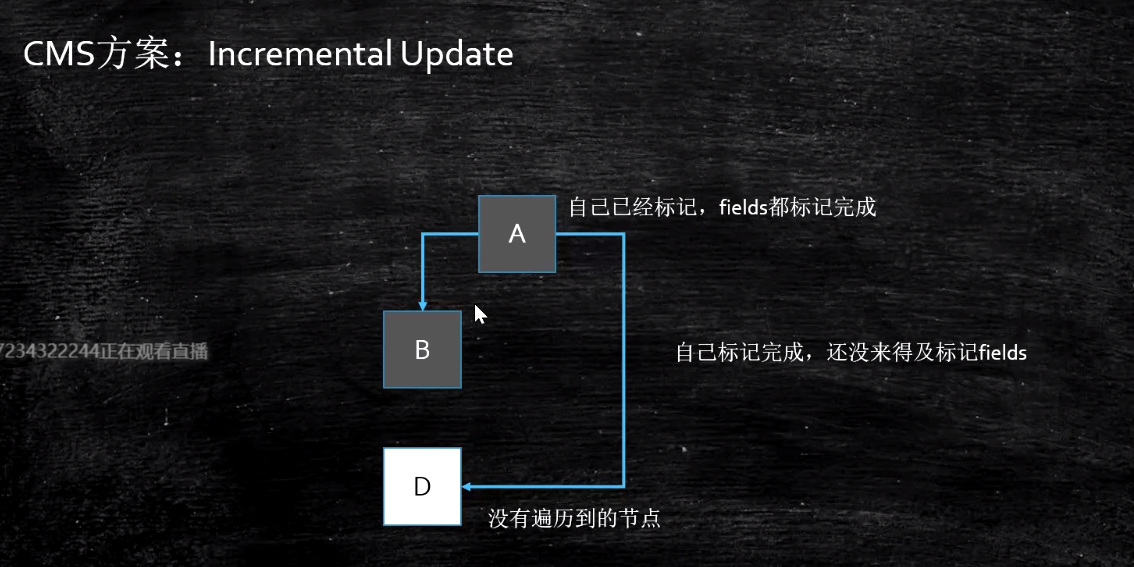 CMS方案：Incremental Update
A
自己已经标记，fields都标记完成
B
7234322244正在观看直播
自己标记完成，还没来得及标记fields
D
没有遍历到的节点